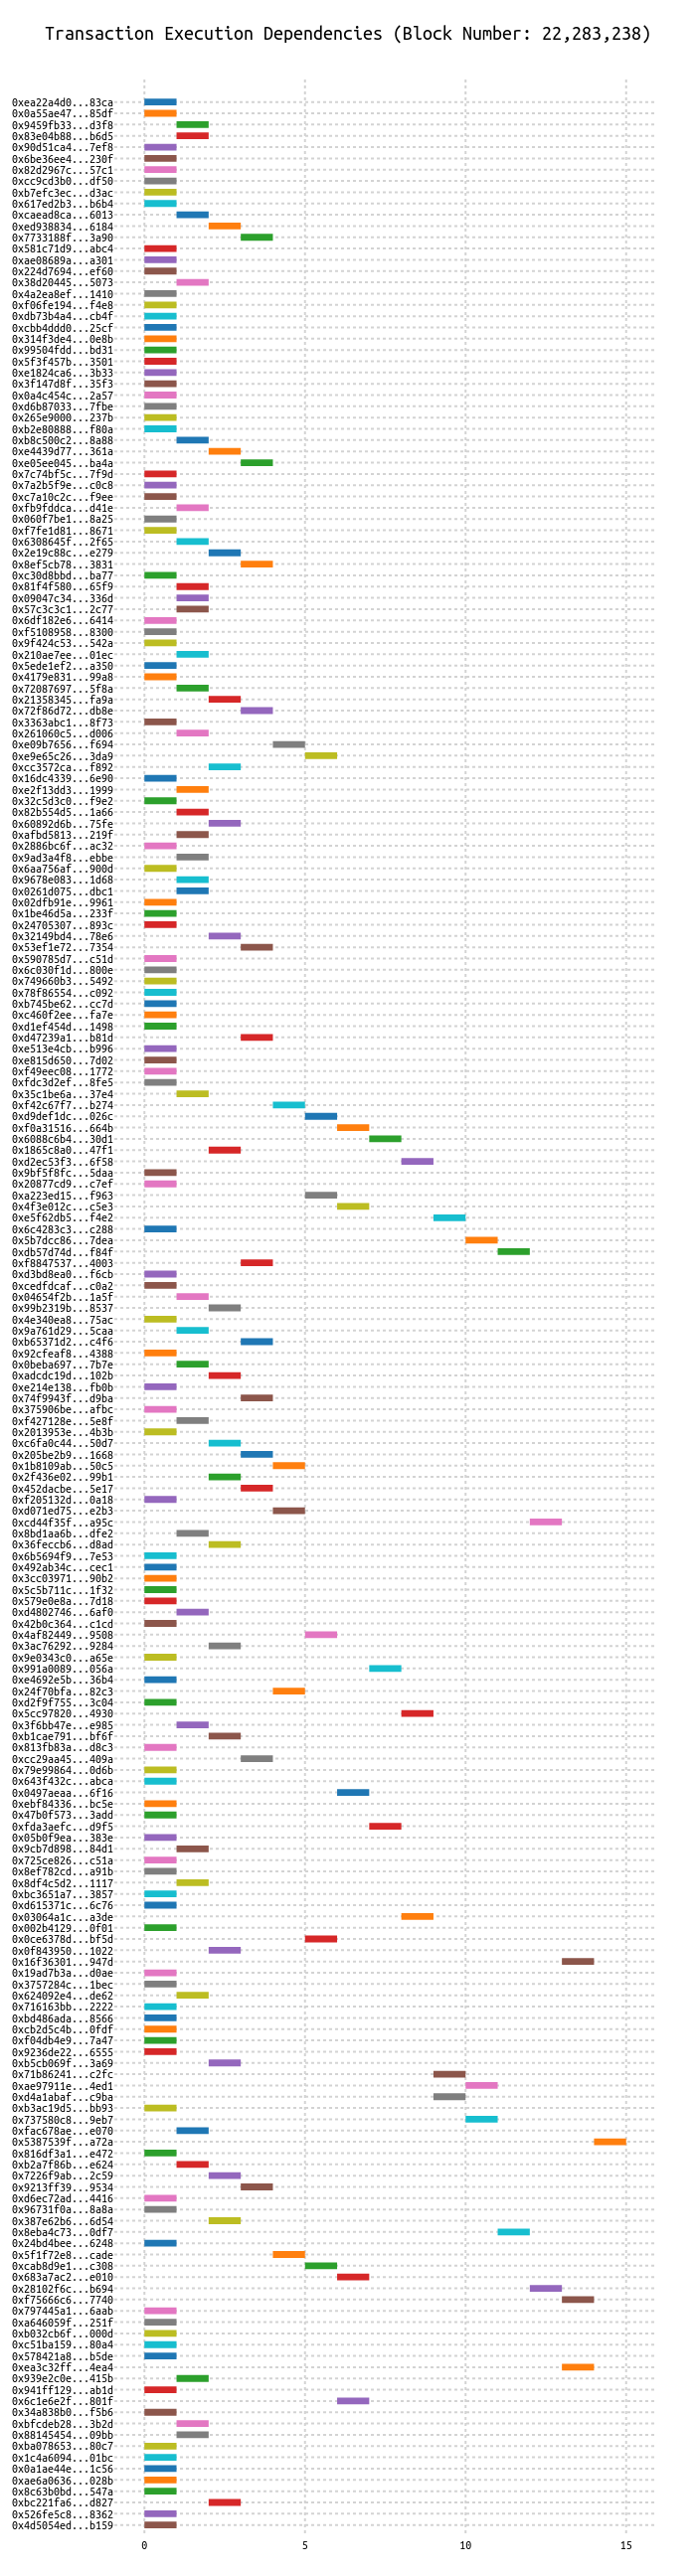 Transaction Execution Dependencies (Block Number: 22,283,238)
0xea22a4d0...83ca
0x0a55ae47...85df
0x9459fb33...d3f8
0x83e04b88...b6d5
0x90d51ca4...7ef8
0x6be36ee4...230f
0x82d2967c...57c1
0xcc9cd3b0...df50
0xb7efc3ec...d3ac
0x617ed2b3...b6b4
0xcaead8ca...6013
0xed938834...6184
0x7733188f...3a90
0x581c71d9...abc4
0xae08689a...a301
0x224d7694...ef60
0x38d20445...5073
0x4a2ea8ef...1410
0xf06fe194...f4e8
0xdb73b4a4...cb4f
0xcbb4ddd0...25cf
0x314f3de4...0e8b
0x99504fdd...bd31
0x5f3f457b...3501
0xe1824ca6...3b33
0x3f147d8f...35f3
0x0a4c454c...2a57
0xd6b87033...7fbe
0x265e9000...237b
0xb2e80888...f80a
0xb8c500c2...8a88
0xe4439d77...361a
0xe05ee045...ba4a
0x7c74bf5c...7f9d
0x7a2b5f9e...c0c8
0xc7a10c2c...f9ee
0xfb9fddca...d41e
0x060f7be1...8a25
0xf7fe1d81...8671
0x6308645f...2f65
0x2e19c88c...e279
0x8ef5cb78...3831
0xc30d8bbd...ba77
0x81f4f580...65f9
0x09047c34...336d
0x57c3c3c1...2c77
0x6df182e6...6414
0xf5108958...8300
0x9f424c53...542a
0x210ae7ee...01ec
0x5ede1ef2...a350
0x4179e831...99a8
0x72087697...5f8a
0x21358345...fa9a
0x72f86d72...db8e
0x3363abc1...8f73
0x261060c5...d006
0xe09b7656...f694
0xe9e65c26...3da9
0xcc3572ca...f892
0x16dc4339...6e90
0xe2f13dd3...1999
0x32c5d3c0...f9e2
0x82b554d5...1a66
0x60892d6b...75fe
0xafbd5813...219f
0x2886bc6f...ac32
0x9ad3a4f8...ebbe
0x6aa756af...900d
0x9678e083...1d68
0x0261d075...dbc1
0x02dfb91e...9961
0x1be46d5a...233f
0x24705307...893c
0x32149bd4...78e6
0x53ef1e72...7354
0x590785d7...c51d
0x6c030f1d...800e
0x749660b3...5492
0x78f86554...c092
0xb745be62...cc7d
0xc460f2ee...fa7e
0xd1ef454d...1498
0xd47239a1...b81d
0xe513e4cb...b996
0xe815d650...7d02
0xf49eec08...1772
0xfdc3d2ef...8fe5
0x35c1be6a...37e4
0xf42c67f7...b274
0xd9def1dc...026c
0xf0a31516...664b
0x6088c6b4...30d1
0x1865c8a0...47f1
0xd2ec53f3...6f58
0x9bf5f8fc...5daa
0x20877cd9...c7ef
0xa223ed15...f963
0x4f3e012c...c5e3
0xe5f62db5...f4e2
0x6c4283c3...c288
0x5b7dcc86...7dea
0xdb57d74d...f84f
0xf8847537...4003
0xd3bd8ea0...f6cb
0xcedfdcaf...c0a2
0x04654f2b...1a5f
0x99b2319b...8537
0x4e340ea8...75ac
0x9a761d29...5caa
0xb65371d2...c4f6
0x92cfeaf8...4388
0x0beba697...7b7e
0xadcdc19d...102b
0xe214e138...fb0b
0x74f9943f...d9ba
0x375906be...afbc
0xf427128e...5e8f
0x2013953e...4b3b
0xc6fa0c44...50d7
0x205be2b9...1668
0x1b8109ab...50c5
0x2f436e02...99b1
0x452dacbe...5e17
0xf205132d...0a18
0xd071ed75...e2b3
0xcd44f35f...a95c
0x8bd1aa6b...dfe2
0x36feccb6...d8ad
0x6b5694f9...7e53
0x492ab34c...cec1
0x3cc03971...90b2
0x5c5b711c...1f32
0x579e0e8a...7d18
0xd4802746...6af0
0x42b0c364...c1cd
0x4af82449...9508
0x3ac76292...9284
0x9e0343c0...a65e
0x991a0089...056a
0xe4692e5b...36b4
0x24f70bfa...82c3
0xd2f9f755...3c04
0x5cc97820...4930
0x3f6bb47e...e985
0xb1cae791...bf6f
0x813fb83a...d8c3
0xcc29aa45...409a
0x79e99864...0d6b
0x643f432c...abca
0x0497aeaa...6f16
0xebf84336...bc5e
0x47b0f573...3add
0xfda3aefc...d9f5
0x05b0f9ea...383e
0x9cb7d898...84d1
0x725ce826...c51a
0x8ef782cd...a91b
0x8df4c5d2...1117
0xbc3651a7...3857
0xd615371c...6c76
0x03064a1c...a3de
0x002b4129...0f01
0x0ce6378d...bf5d
0x0f843950...1022
0x16f36301...947d
0x19ad7b3a...d0ae
0x3757284c...1bec
0x624092e4...de62
0x716163bb...2222
0xbd486ada...8566
0xcb2d5c4b...0fdf
0xf04db4e9...7a47
0x9236de22...6555
0xb5cb069f...3a69
0x71b86241...c2fc
0xae97911e...4ed1
0xd4a1abaf...c9ba
0xb3ac19d5...bb93
0x737580c8...9eb7
0xfac678ae...e070
0x5387539f...a72a
0x816df3a1...e472
0xb2a7f86b...e624
0x7226f9ab...2c59
0x9213ff39...9534
0xd6ec72ad...4416
0x96731f0a...8a8a
0x387e62b6...6d54
0x8eba4c73...0df7
0x24bd4bee...6248
0x5f1f72e8...cade
0xcab8d9e1...c308
0x683a7ac2...e010
0x28102f6c...b694
0xf75666c6...7740
0x797445a1...6aab
0xa646059f...251f
0xb032cb6f...000d
0xc51ba159...80a4
0x578421a8...b5de
0xea3c32ff...4ea4
0x939e2c0e...415b
0x941ff129...ab1d
0x6c1e6e2f...801f
0x34a838b0...f5b6
0xbfcdeb28...3b2d
0x88145454...09bb
0xba078653...80c7
0x1c4a6094...01bc
0x0a1ae44e...1c56
0xae6a0636...028b
0x8c63b0bd...547a
0xbc221fa6...d827
0x526fe5c8...8362
0x4d5054ed...b159
0 5 10 15